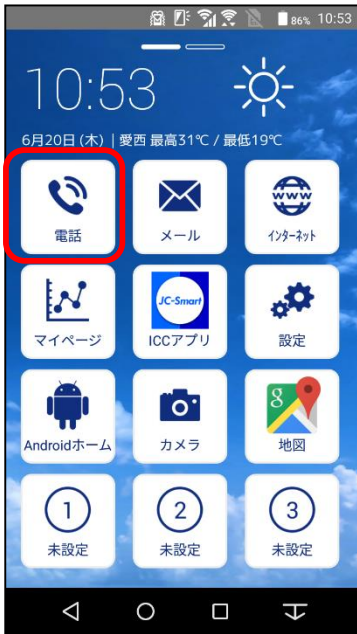 86% 10:53
10:53
6月20日 (木) | 愛西 最高31℃ / 最低19℃
電話
メール
www
インターネット
マイページ
JC-Smart
ICCアプリ
設定
Androidホーム
カメラ
8
地図
1
未設定
2
未設定
3
未設定